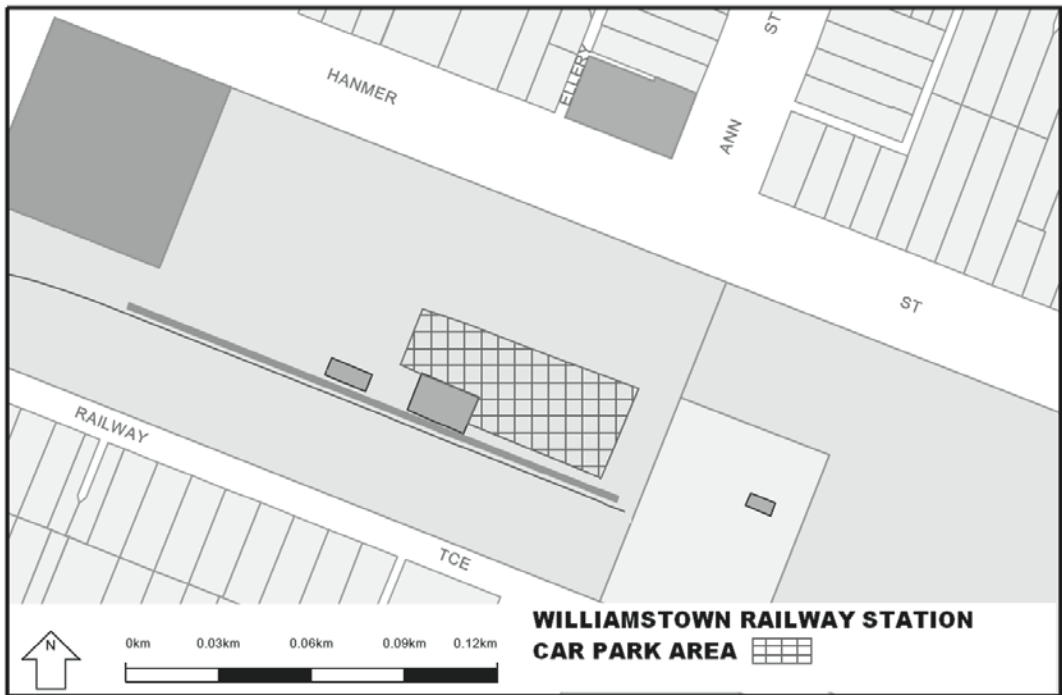 HANMER
ELLERY
ST
ANN
ST
RAILWAY
TCE
N
0km 0.03km 0.06km 0.09km 0.12km
WILLIAMSTOWN RAILWAY STATION
CAR PARK AREA